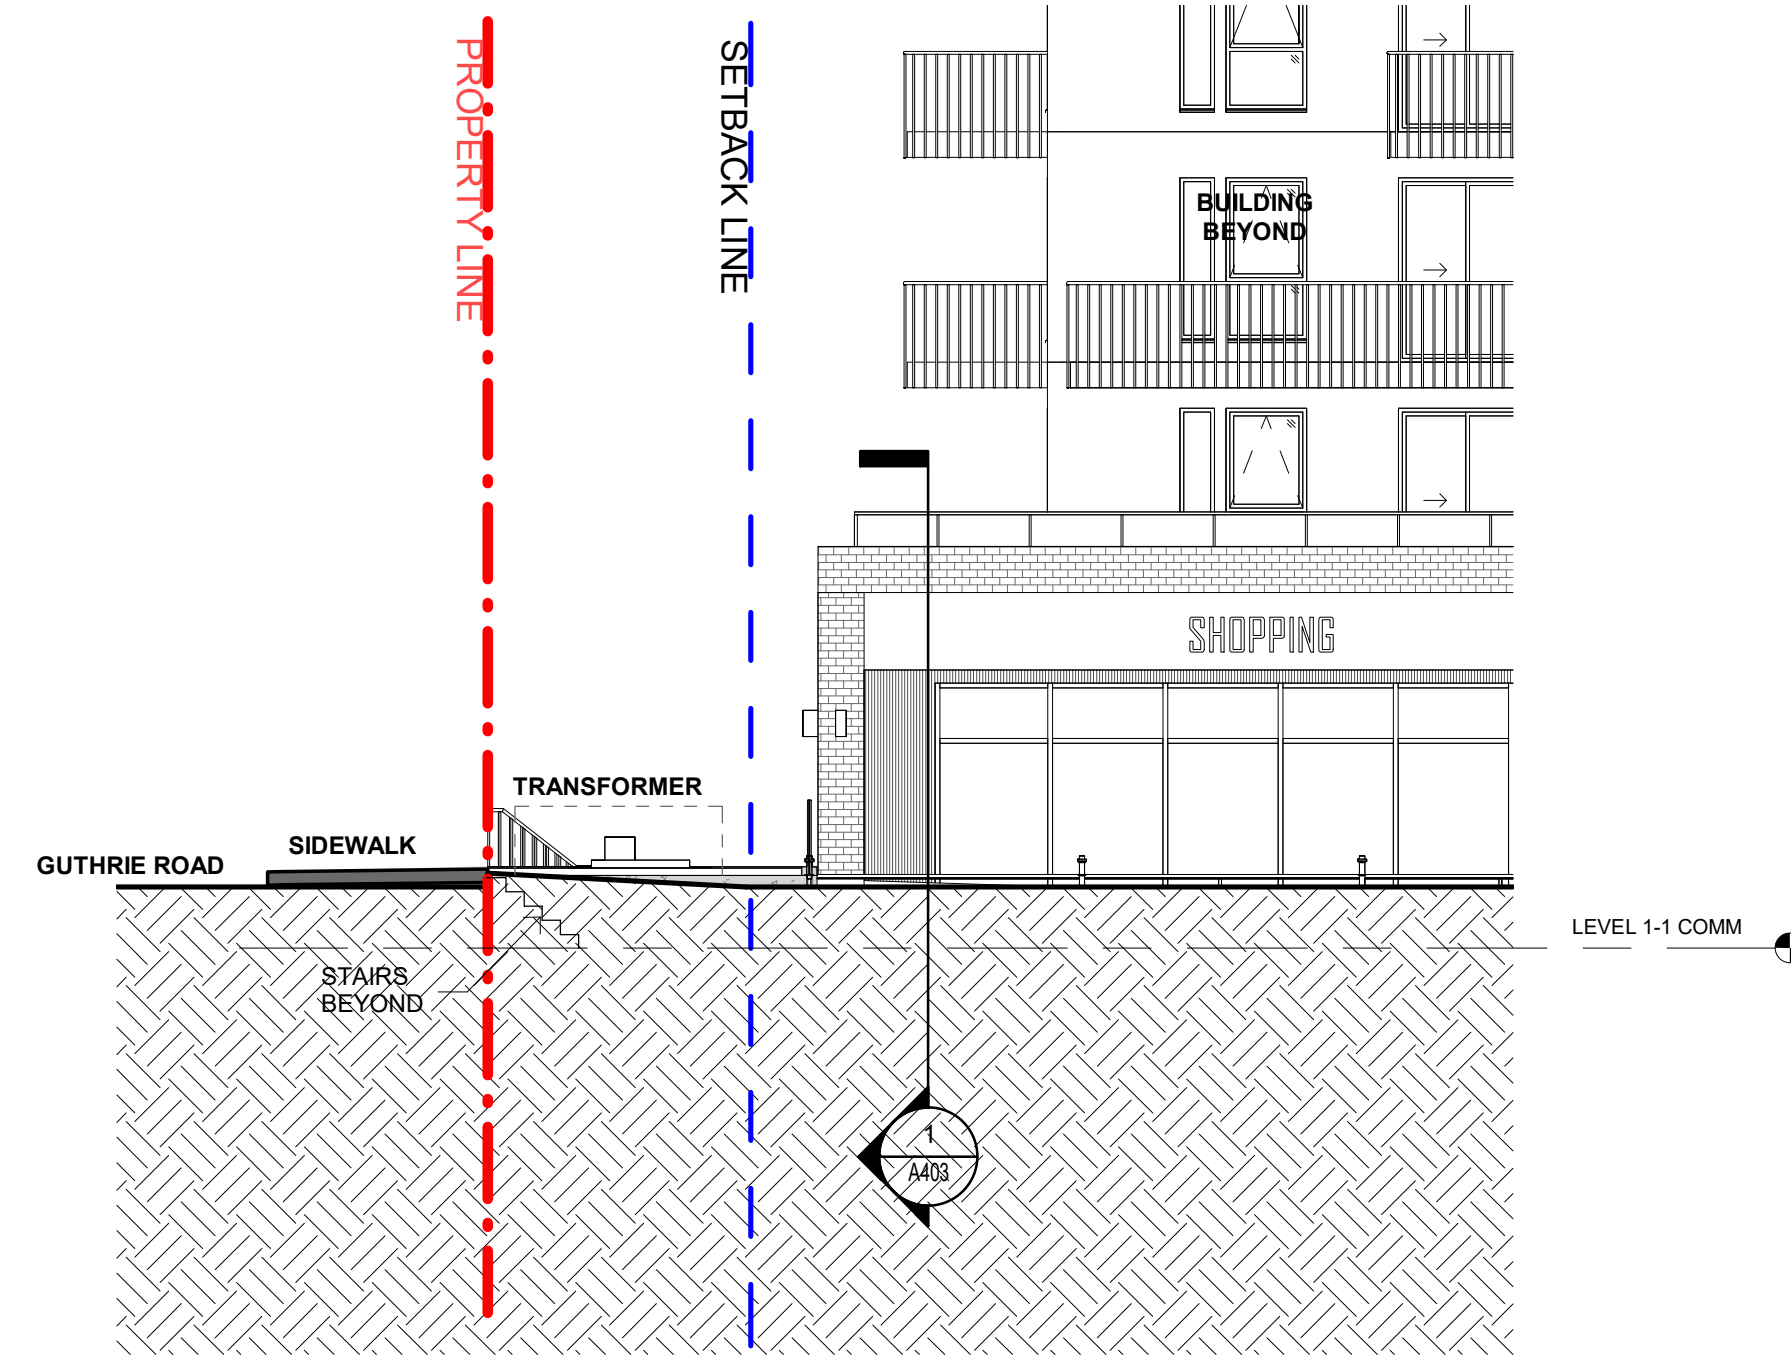 PROPERTY LINE
SETBACK LINE
BUILDING
BEYOND
SHOPPING
TRANSFORMER
SIDEWALK
GUTHRIE ROAD
LEVEL 1-1 COMM
STAIRS
BEYOND
1
A403